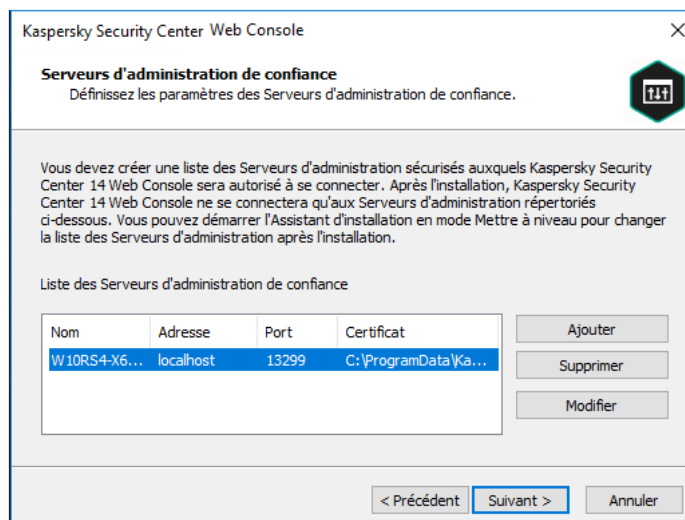 Kaspersky Security Center Web Console
Serveurs d'administration de confiance
Définissez les paramètres des Serveurs d'administration de confiance.
Vous devez créer une liste des Serveurs d'administration sécurisés auxquels Kaspersky Security
Center 14 Web Console sera autorisé à se connecter. Après l'installation, Kaspersky Security
Center 14 Web Console ne se connectera qu'aux Serveurs d'administration répertoriés
ci-dessous. Vous pouvez démarrer l'Assistant d'installation en mode Mettre à niveau pour changer
la liste des Serveurs d'administration après l'installation.
Liste des Serveurs d'administration de confiance
Nom Adresse Port Certificat
W10RS4-X6... localhost 13299 C:\ProgramData\Ka...
Ajouter
Supprimer
Modifier
< Précédent Suivant > Annuler